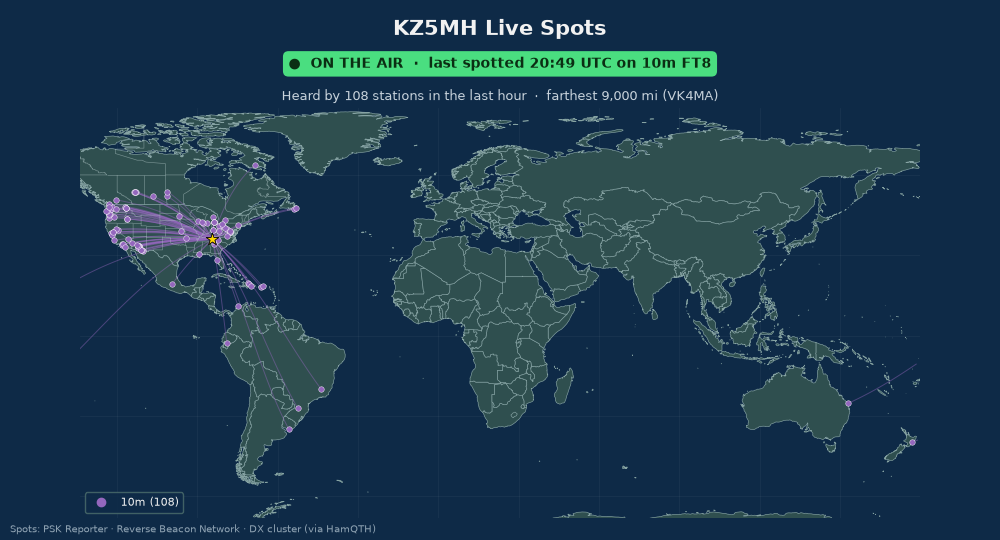 KZ5MH Live Spots
● ON THE AIR · last spotted 20:49 UTC on 10m FT8
Heard by 108 stations in the last hour · farthest 9,000 mi (VK4MA)
10m (108)
Spots: PSK Reporter · Reverse Beacon Network · DX cluster (via HamQTH)